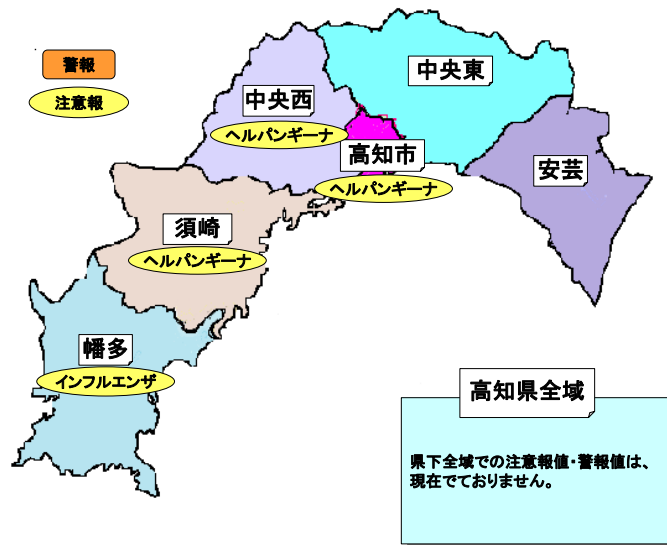 警報
注意報
中央東
中央西
ヘルパンギーナ
高知市
ヘルパンギーナ
安芸
須崎
ヘルパンギーナ
幡多
インフルエンザ
高知県全域
県下全域での注意報値・警報値は、
現在でておりません。